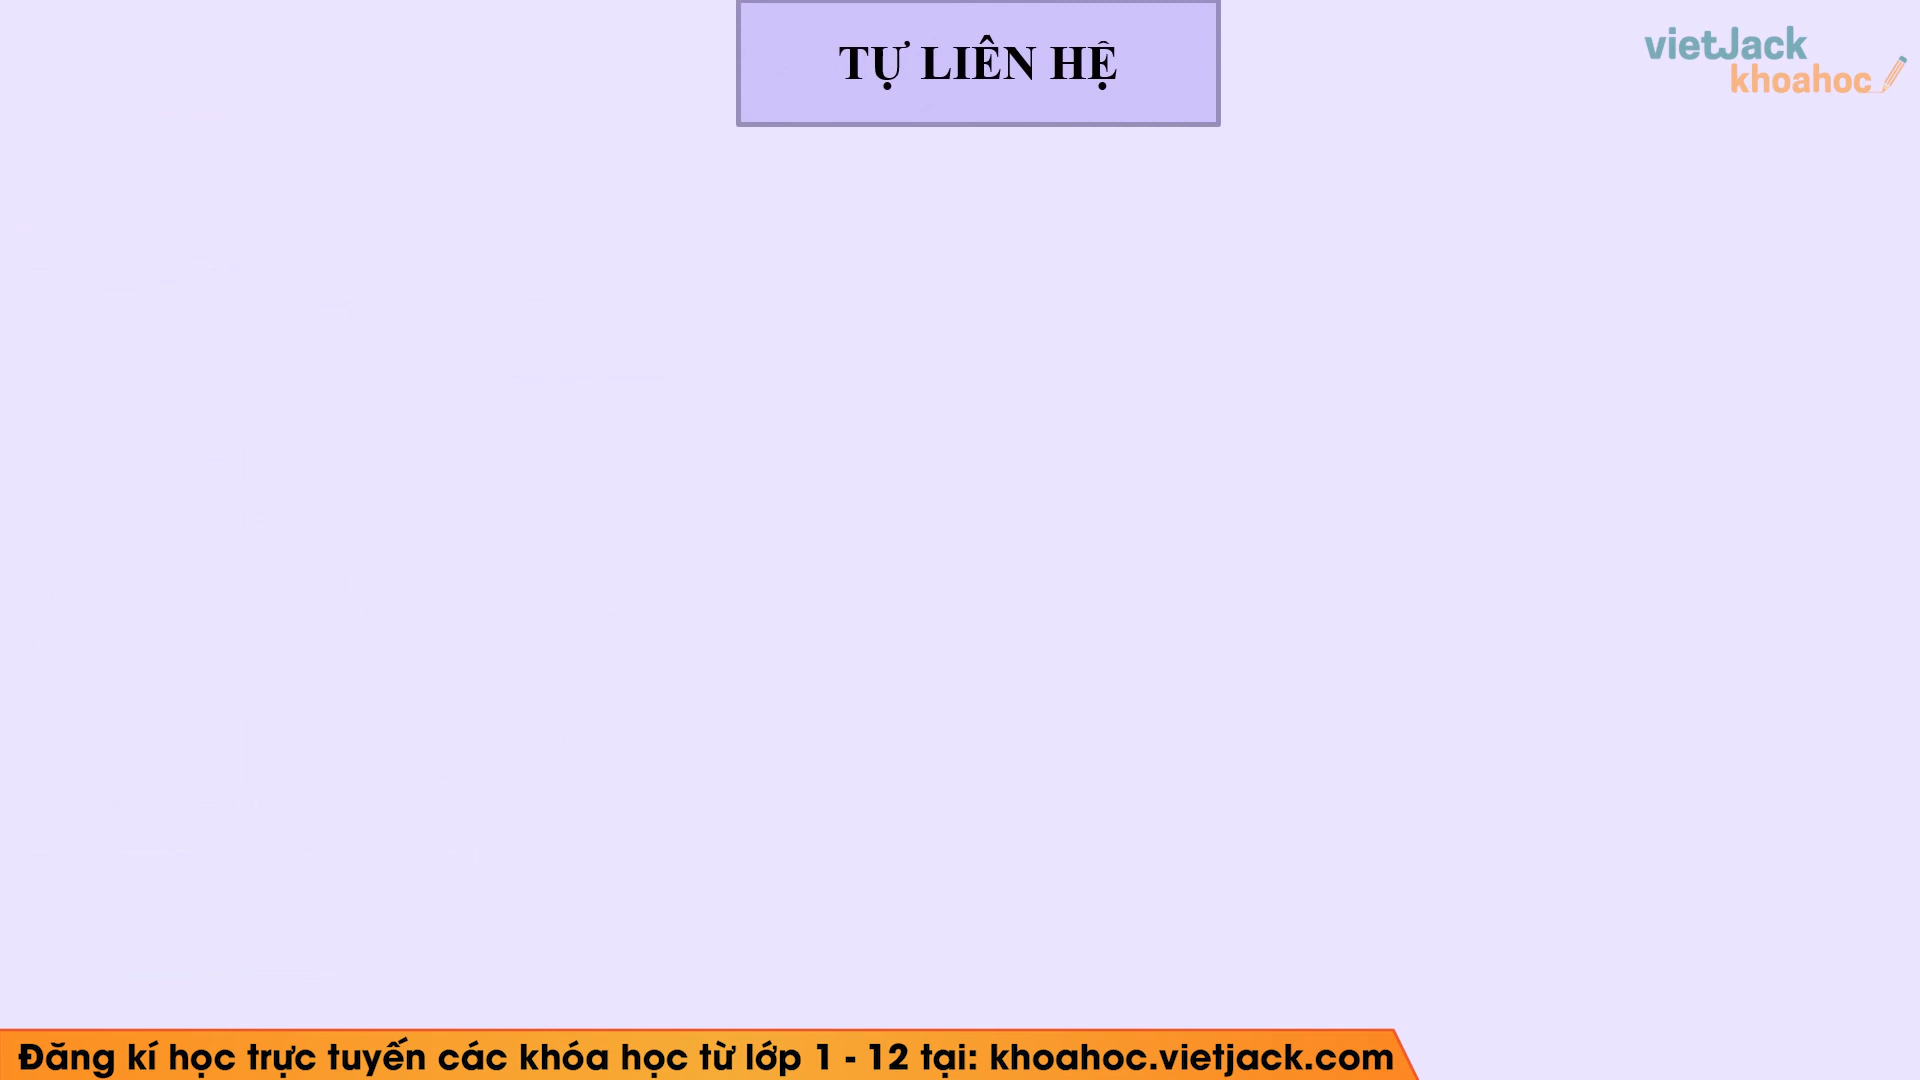 TỰ LIÊN HỆ
vietJack
khoahoc
Đăng kí học trực tuyến các khóa học từ lớp 1 - 12 tại: khoahoc.vietjack.com